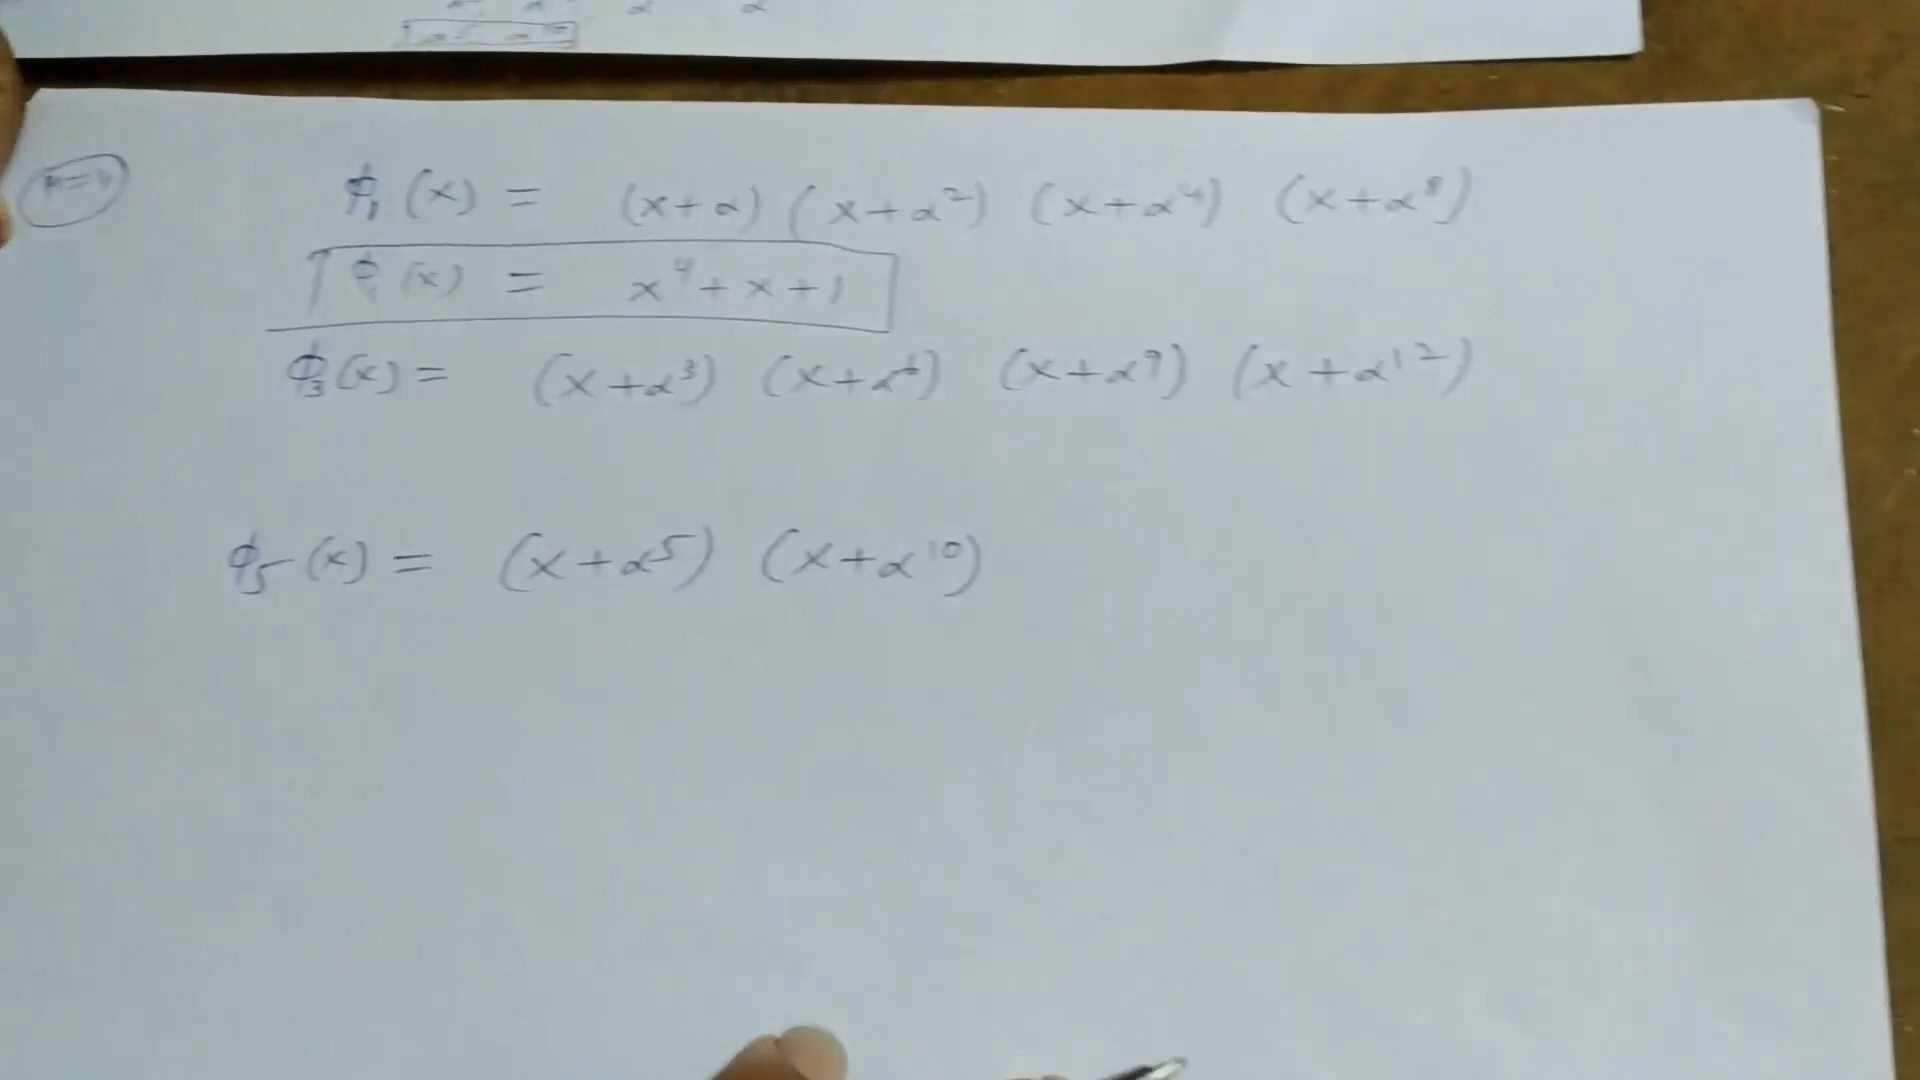 φ₁(x) = (x+α) (x+α²) (x+α⁴) (x+α⁸)
φ₁(x) = x⁴+x+1
φ₃(x) = (x+α³) (x+α⁶) (x+α⁹) (x+α¹²)
φ₅(x) = (x+α⁵) (x+α¹⁰)